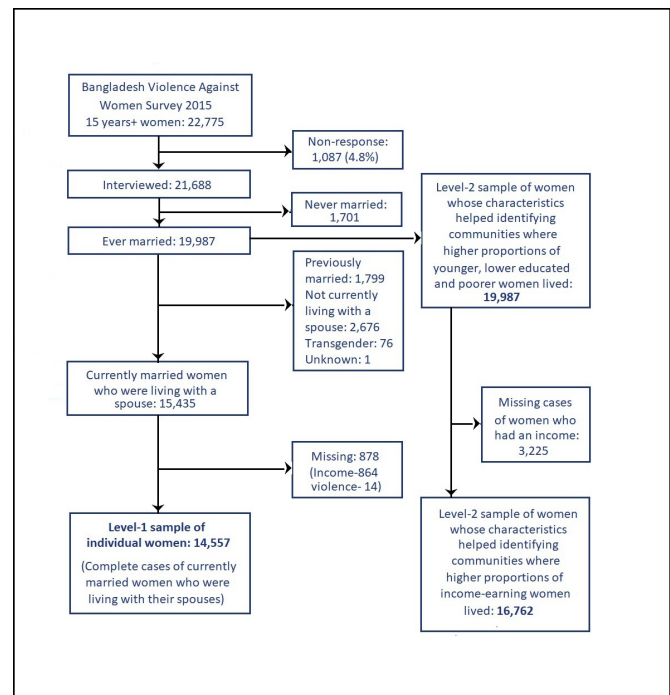 Bangladesh Violence Against
Women Survey 2015
15 years+ women: 22,775
Non-response:
1,087 (4.8%)
Interviewed: 21,688
Never married:
1,701
Ever married: 19,987
Level-2 sample of women
whose characteristics
helped identifying
communities where
higher proportions of
younger, lower educated
and poorer women lived:
19,987
Previously
married: 1,799
Not currently
living with a
spouse: 2,676
Transgender: 76
Unknown: 1
Currently married women
who were living with a
spouse: 15,435
Missing cases
of women who
had an income:
3,225
Missing: 878
(Income-864
violence- 14)
Level-1 sample of
individual women: 14,557
(Complete cases of currently
married women who were
living with their spouses)
Level-2 sample of women
whose characteristics
helped identifying
communities where
higher proportions of
income-earning women
lived: 16,762